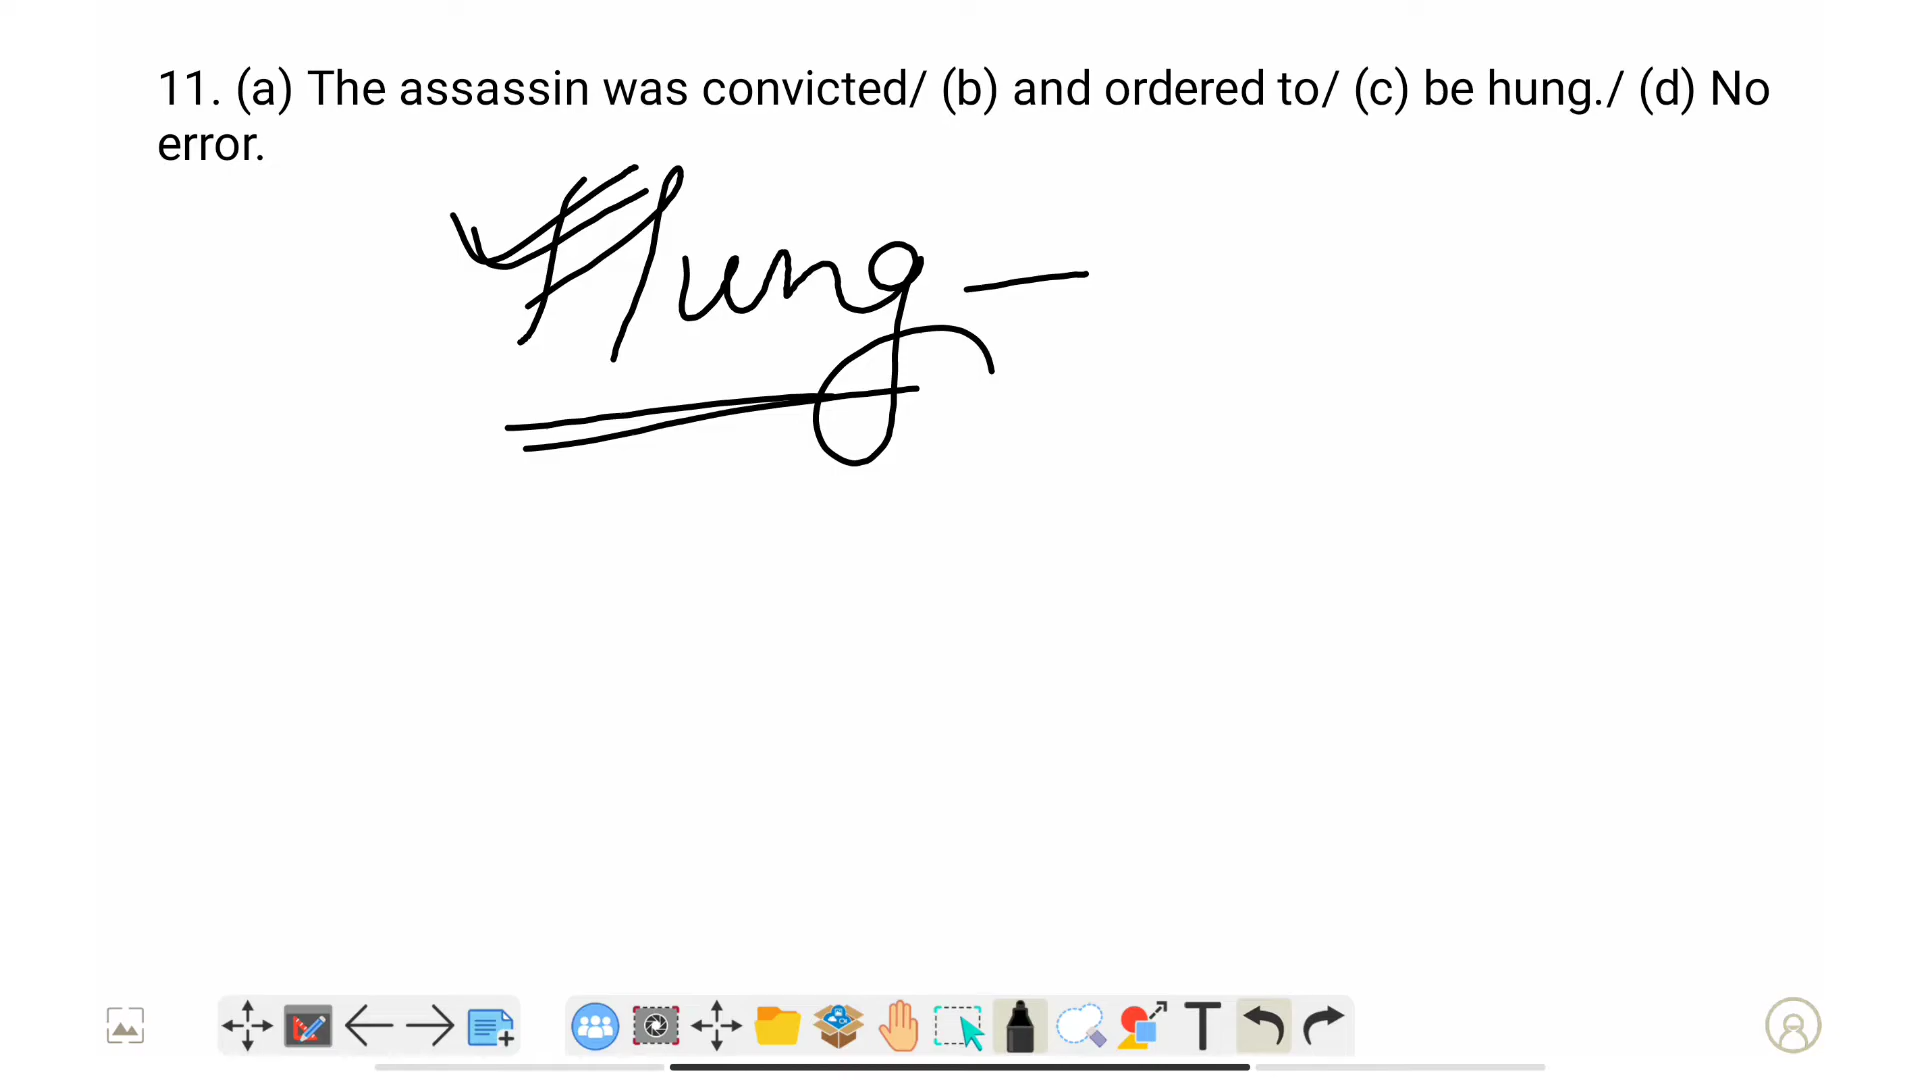 11. (a) The assassin was convicted/ (b) and ordered to/ (c) be hung./ (d) No
error.
Hung —